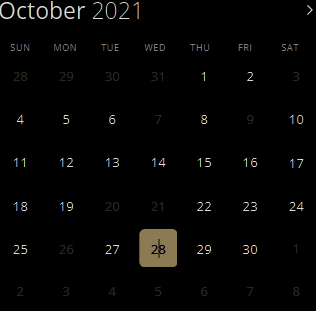 October 2021 >
SUN MON TUE WED THU FRI SAT
28 29 30 31 1 2 3
4 5 6 7 8 9 10
11 12 13 14 15 16 17
18 19 20 21 22 23 24
25 26 27 28 29 30 1
2 3 4 5 6 7 8